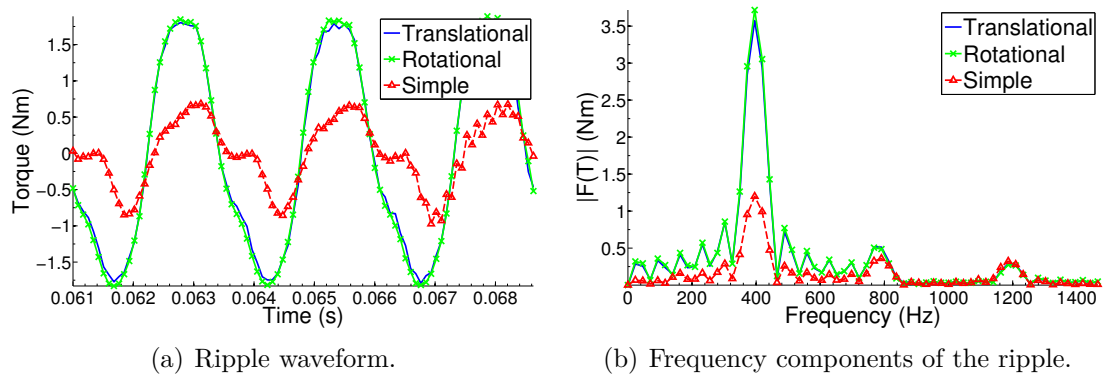 Torque (Nm)
1.5
1
0.5
0
−0.5
−1
−1.5
0.061 0.062 0.063 0.064 0.065 0.066 0.067 0.068
Time (s)
Translational
Rotational
Simple
(a) Ripple waveform.
|F(T)| (Nm)
3.5
3
2.5
2
1.5
1
0.5
0 200 400 600 800 1000 1200 1400
Frequency (Hz)
Translational
Rotational
Simple
(b) Frequency components of the ripple.